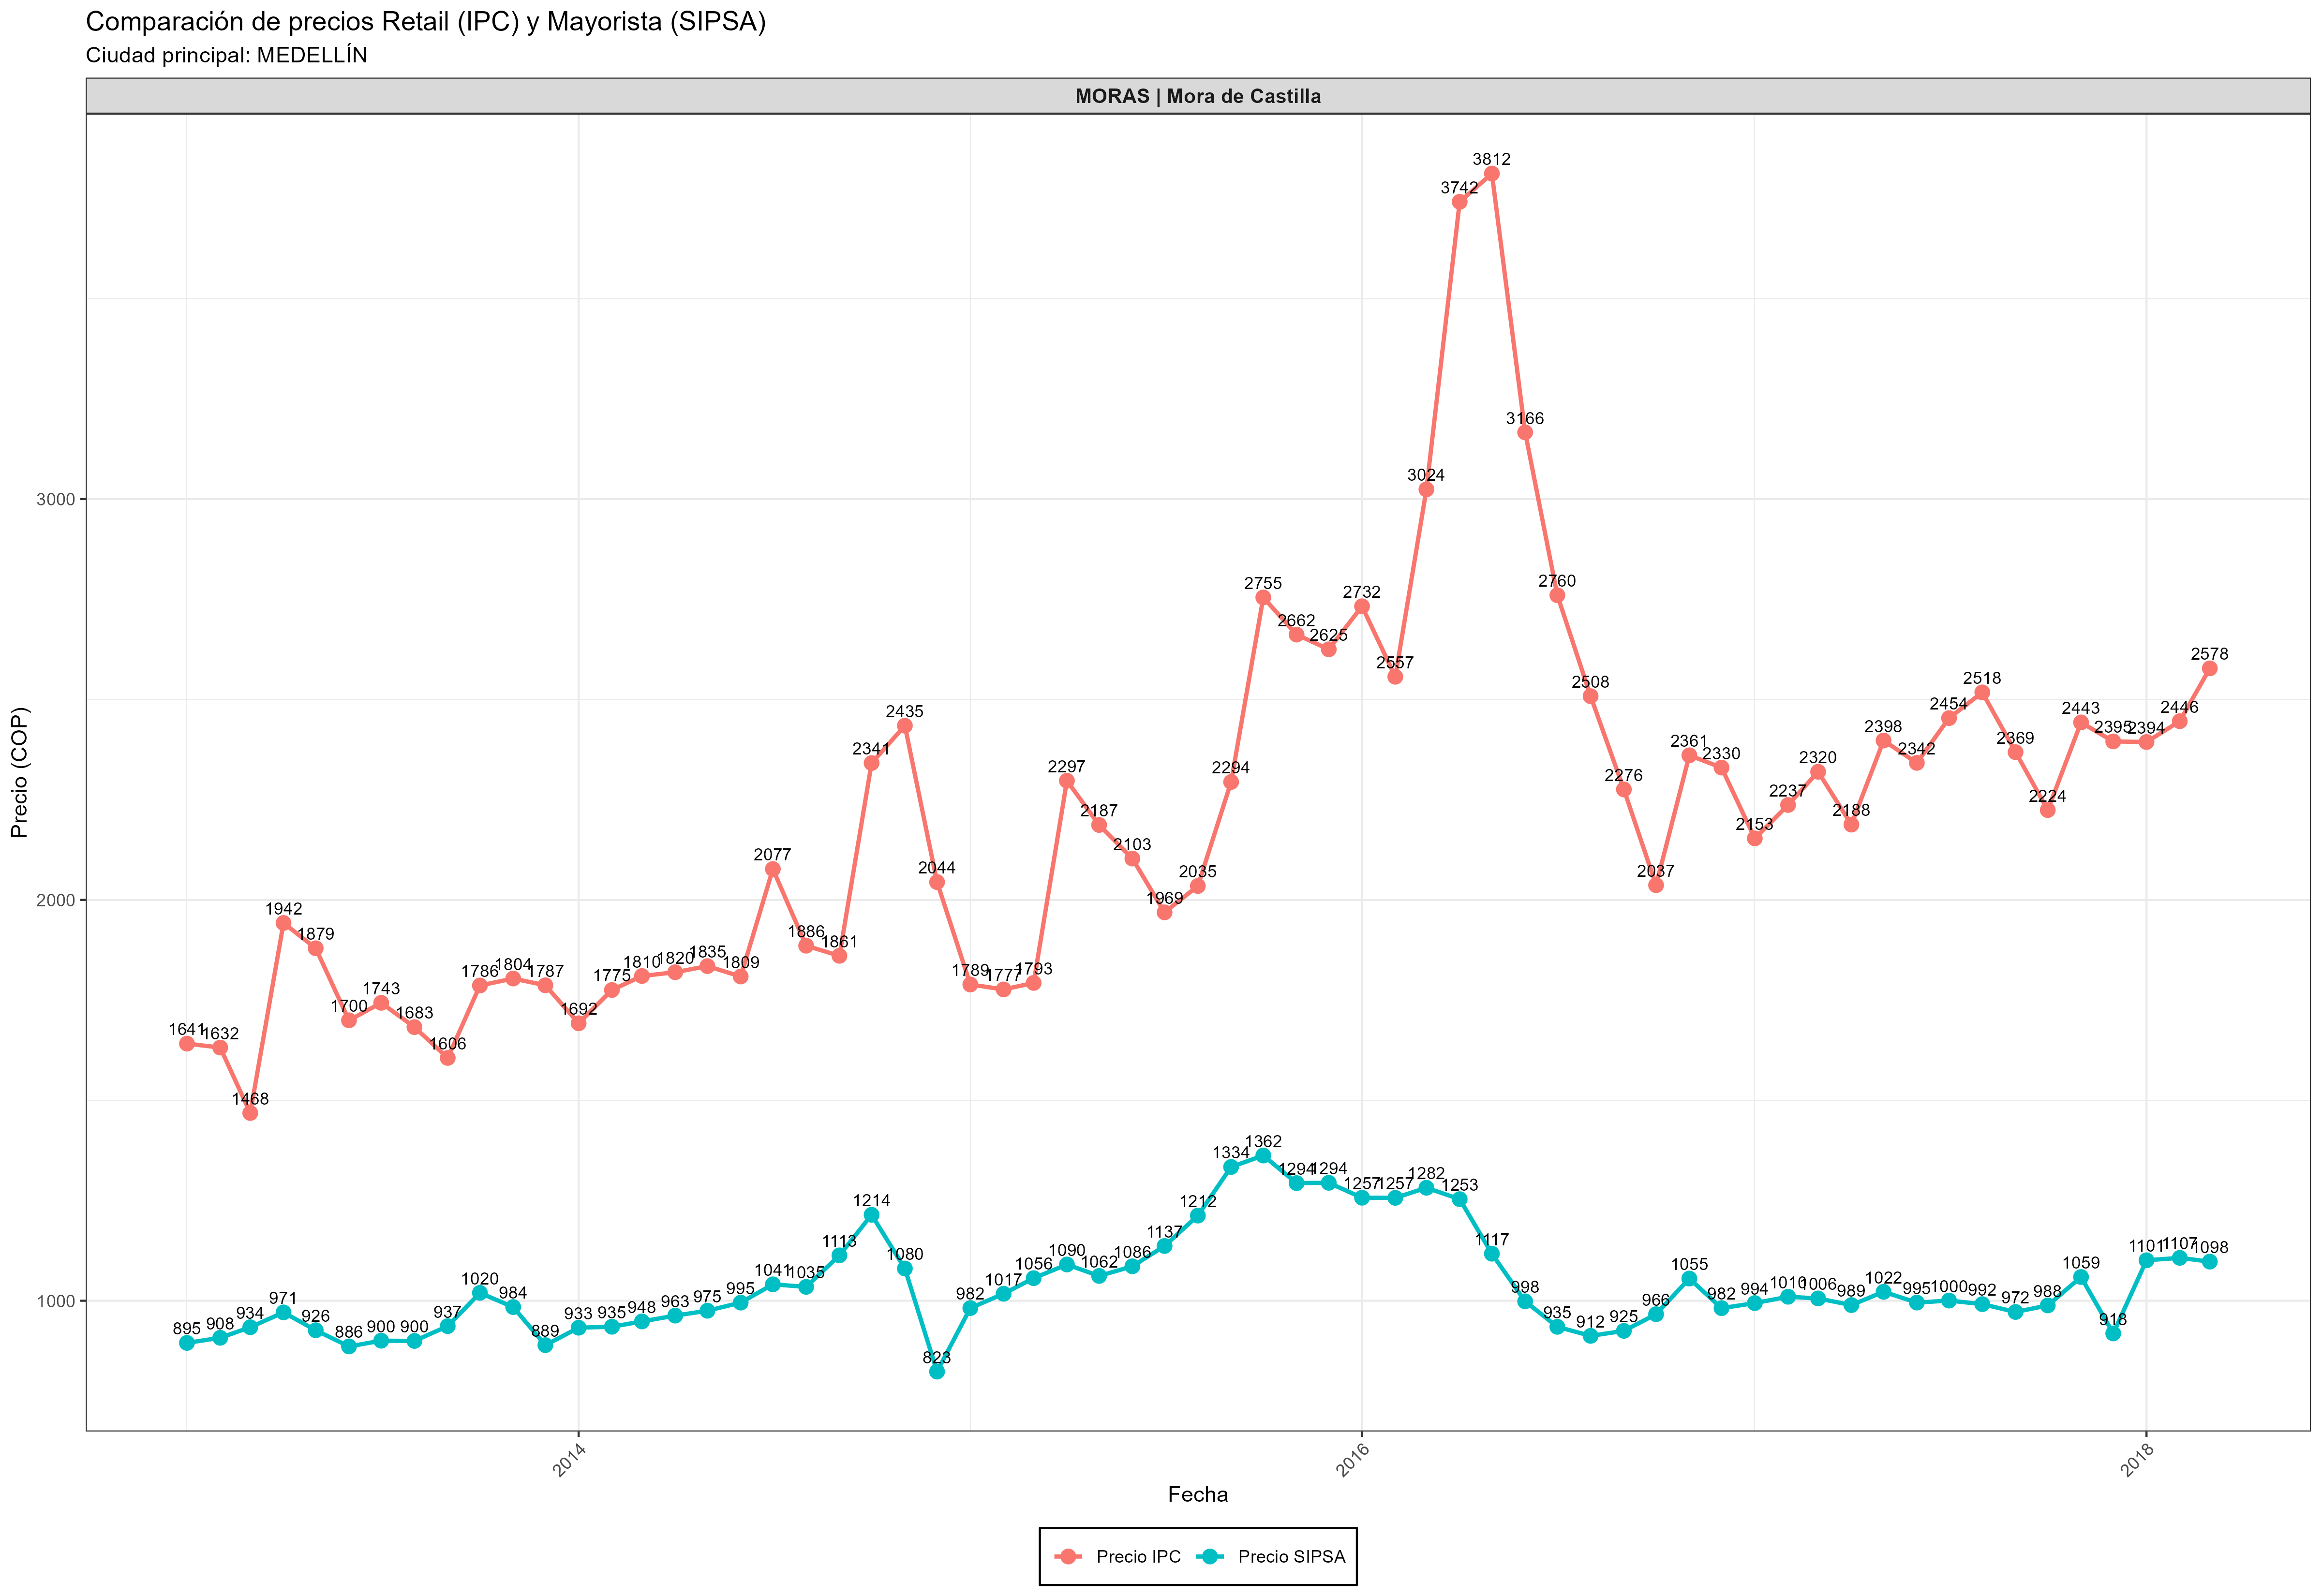 Comparación de precios Retail (IPC) y Mayorista (SIPSA)
Ciudad principal: MEDELLÍN
MORAS | Mora de Castilla
Precio (COP)
3000
2000
1000
1641 1632 1468 1942 1879 1700 1743 1683 1606 1786 1804 1787 1692 1775 1810 1820 1835 1809 2077 1886 1861 2341 2435 2044 1789 1777 1793 2297 2187 2103 1969 2035 2294 2755 2662 2625 2732 2557 3024 3742 3812 3166 2760 2508 2276 2037 2361 2330 2153 2237 2320 2188 2398 2342 2454 2518 2369 2224 2443 2395 2394 2446 2578
895 908 934 971 926 886 900 900 937 1020 984 889 933 935 948 963 975 995 1041 1035 1113 1214 1080 823 982 1017 1056 1090 1062 1086 1137 1212 1334 1362 1294 1294 1257 1257 1282 1253 1117 998 935 912 925 966 1055 982 994 1010 1006 989 1022 995 1000 992 972 988 1059 918 1101 1107 1098
2014 2016 2018
Fecha
Precio IPC Precio SIPSA